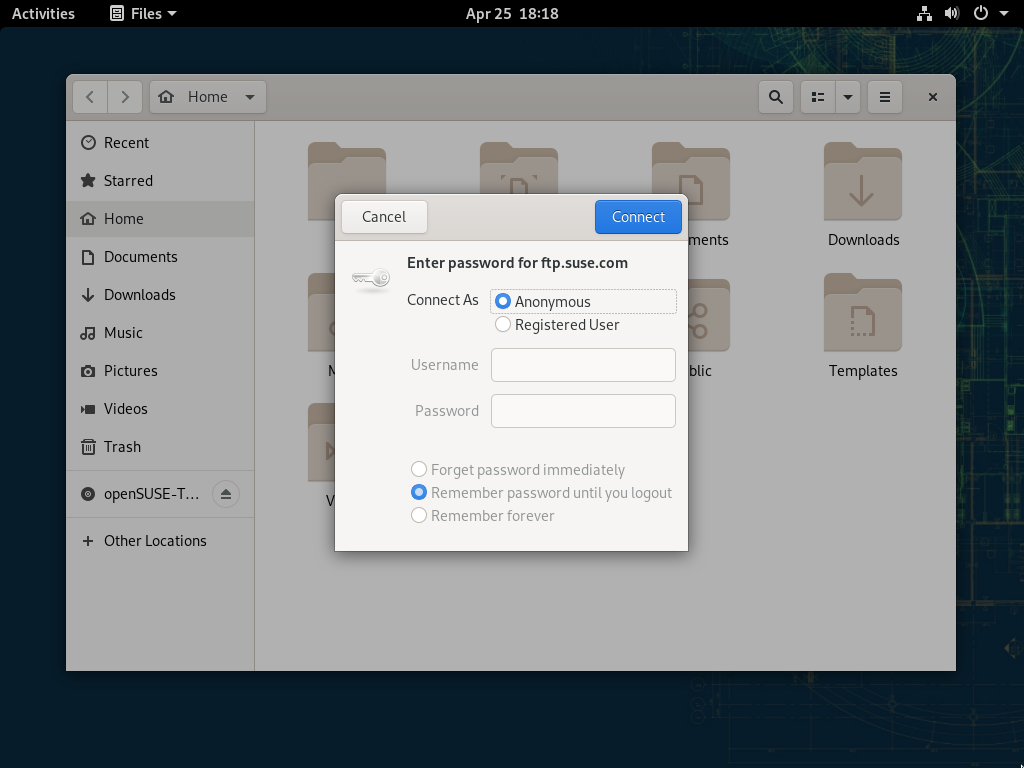 Activities
Files
Apr 25 18:18
Home
Recent
Starred
Home
Documents
Downloads
Music
Pictures
Videos
Trash
openSUSE-T...
Other Locations
Downloads
Templates
Cancel
Connect
Enter password for ftp.suse.com
Connect As
Anonymous
Registered User
Username
Password
Forget password immediately
Remember password until you logout
Remember forever